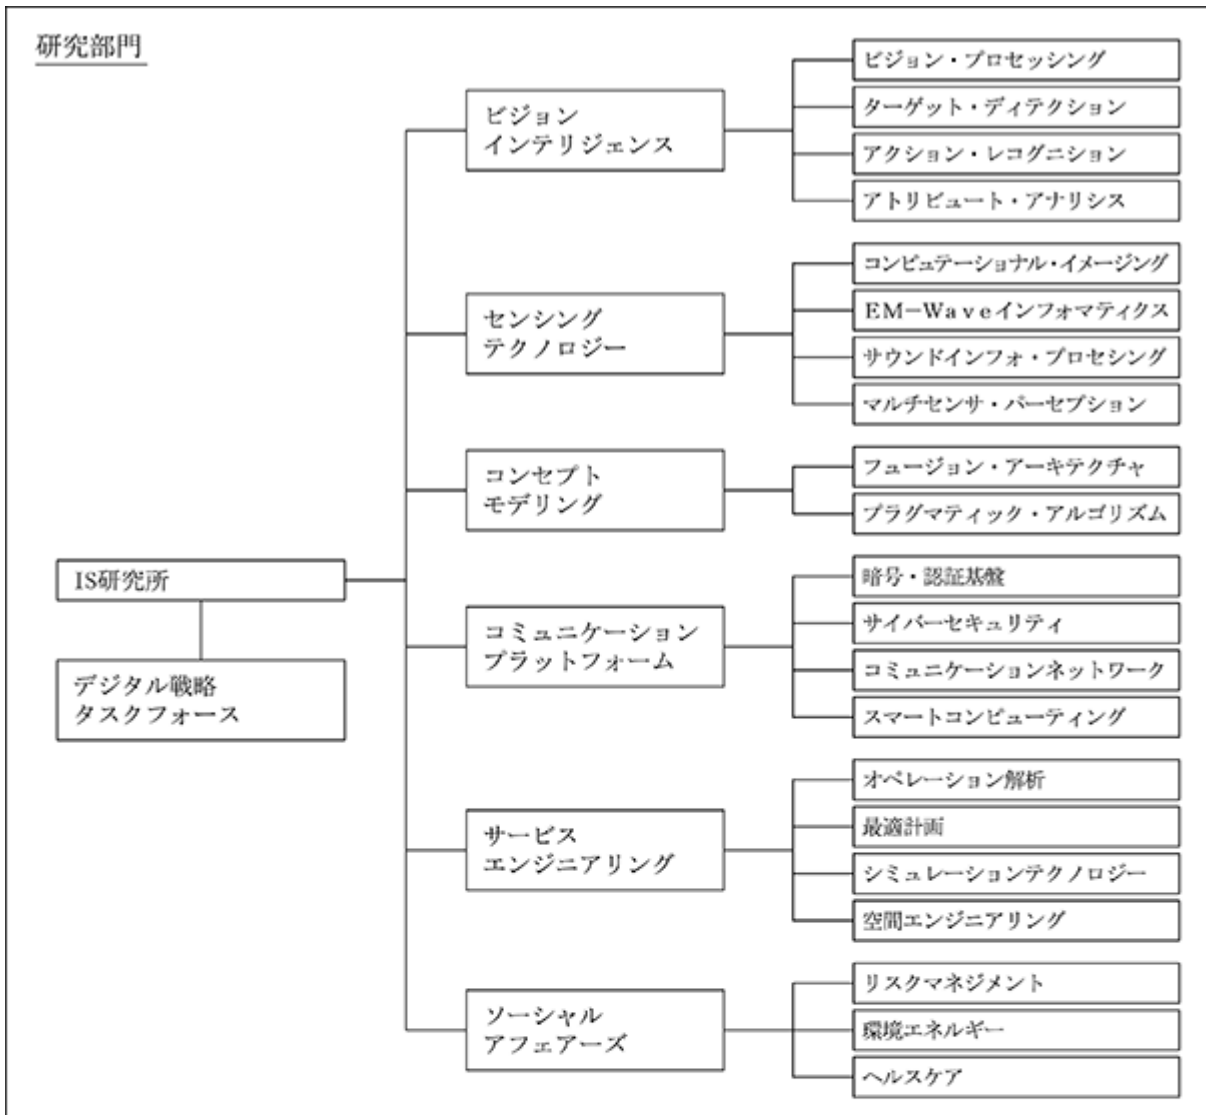 研究部門
IS研究所
デジタル戦略
タスクフォース
ビジョン
インテリジェンス
ビジョン・プロセッシング
ターゲット・ディテクション
アクション・レコグニション
アトリビュート・アナリシス
センシング
テクノロジー
コンピュテーショナル・イメージング
EM－Waveインフォマティクス
サウンドインフォ・プロセシング
マルチセンサ・パーセプション
コンセプト
モデリング
フュージョン・アーキテクチャ
プラグマティック・アルゴリズム
コミュニケーション
プラットフォーム
暗号・認証基盤
サイバーセキュリティ
コミュニケーションネットワーク
スマートコンピューティング
サービス
エンジニアリング
オペレーション解析
最適計画
シミュレーションテクノロジー
空間エンジニアリング
ソーシャル
アフェアーズ
リスクマネジメント
環境エネルギー
ヘルスケア